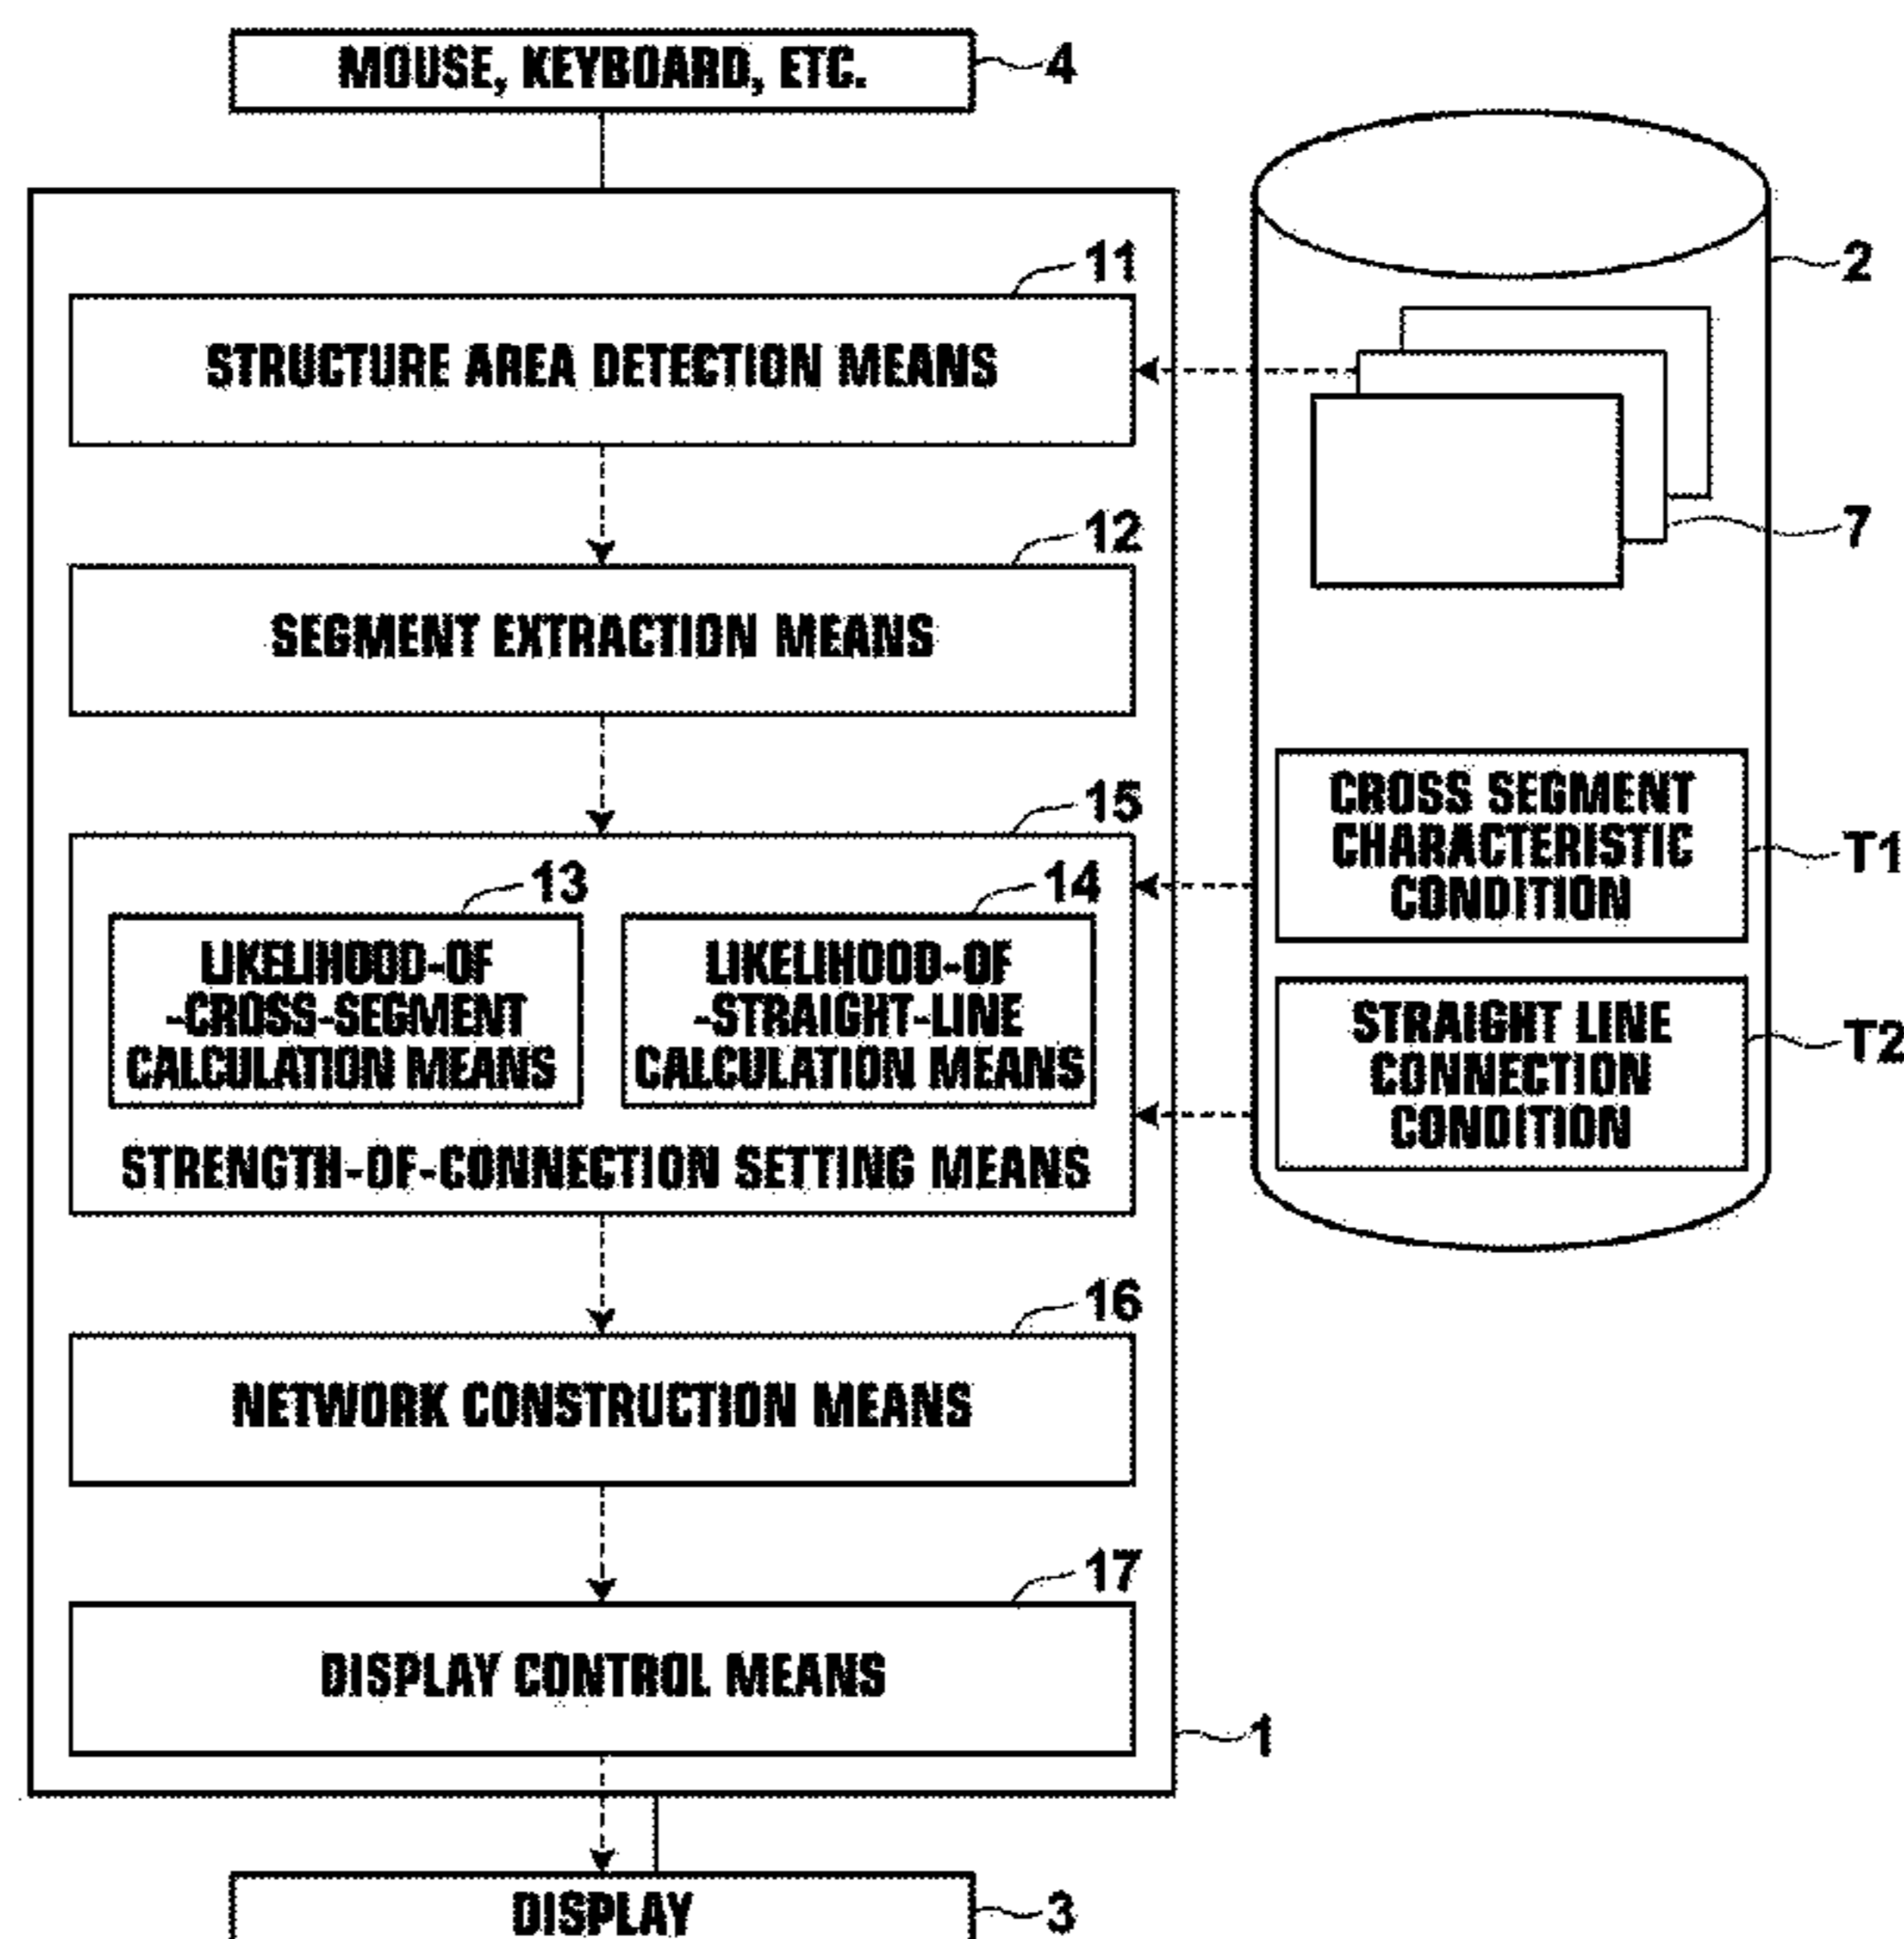 MOUSE, KEYBOARD, ETC.
4
11
STRUCTURE AREA DETECTION MEANS
2
7
12
SEGMENT EXTRACTION MEANS
15
13
LIKELIHOOD-OF
-CROSS-SEGMENT
CALCULATION MEANS
14
LIKELIHOOD-OF
-STRAIGHT-LINE
CALCULATION MEANS
STRENGTH-OF-CONNECTION SETTING MEANS
CROSS SEGMENT
CHARACTERISTIC
CONDITION
T1
STRAIGHT LINE
CONNECTION
CONDITION
T2
16
NETWORK CONSTRUCTION MEANS
17
DISPLAY CONTROL MEANS
1
DISPLAY
3